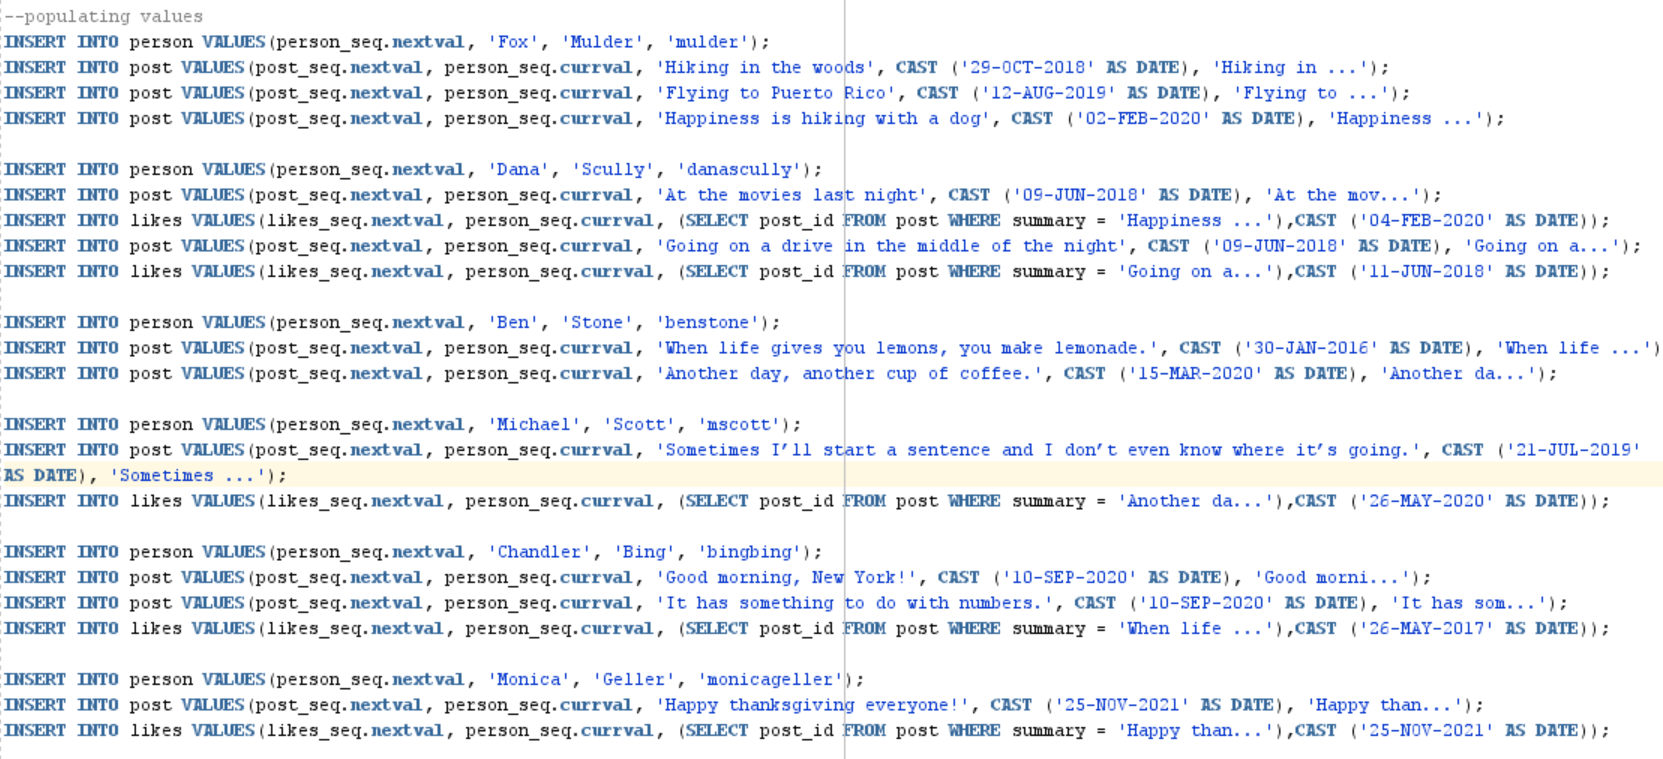 --populating values
INSERT INTO person VALUES(person_seq.nextval, 'Fox', 'Mulder', 'mulder');
INSERT INTO post VALUES(post_seq.nextval, person_seq.currval, 'Hiking in the woods', CAST ('29-OCT-2018' AS DATE), 'Hiking in ...');
INSERT INTO post VALUES(post_seq.nextval, person_seq.currval, 'Flying to Puerto Rico', CAST ('12-AUG-2019' AS DATE), 'Flying to ...');
INSERT INTO post VALUES(post_seq.nextval, person_seq.currval, 'Happiness is hiking with a dog', CAST ('02-FEB-2020' AS DATE), 'Happiness ...');
INSERT INTO person VALUES(person_seq.nextval, 'Dana', 'Scully', 'danascully');
INSERT INTO post VALUES(post_seq.nextval, person_seq.currval, 'At the movies last night', CAST ('09-JUN-2018' AS DATE), 'At the mov...');
INSERT INTO likes VALUES(likes_seq.nextval, person_seq.currval, (SELECT post_id FROM post WHERE summary = 'Happiness ...'),CAST ('04-FEB-2020' AS DATE));
INSERT INTO post VALUES(post_seq.nextval, person_seq.currval, 'Going on a drive in the middle of the night', CAST ('09-JUN-2018' AS DATE), 'Going on a...');
INSERT INTO likes VALUES(likes_seq.nextval, person_seq.currval, (SELECT post_id FROM post WHERE summary = 'Going on a...'),CAST ('11-JUN-2018' AS DATE));
INSERT INTO person VALUES(person_seq.nextval, 'Ben', 'Stone', 'benstone');
INSERT INTO post VALUES(post_seq.nextval, person_seq.currval, 'When life gives you lemons, you make lemonade.', CAST ('30-JAN-2016' AS DATE), 'When life ...')
INSERT INTO post VALUES(post_seq.nextval, person_seq.currval, 'Another day, another cup of coffee.', CAST ('15-MAR-2020' AS DATE), 'Another da...');
INSERT INTO person VALUES(person_seq.nextval, 'Michael', 'Scott', 'mscott');
INSERT INTO post VALUES(post_seq.nextval, person_seq.currval, 'Sometimes I’ll start a sentence and I don’t even know where it’s going.', CAST ('21-JUL-2019'
AS DATE), 'Sometimes ...');
INSERT INTO likes VALUES(likes_seq.nextval, person_seq.currval, (SELECT post_id FROM post WHERE summary = 'Another da...'),CAST ('26-MAY-2020' AS DATE));
INSERT INTO person VALUES(person_seq.nextval, 'Chandler', 'Bing', 'bingbing');
INSERT INTO post VALUES(post_seq.nextval, person_seq.currval, 'Good morning, New York!', CAST ('10-SEP-2020' AS DATE), 'Good morni...');
INSERT INTO post VALUES(post_seq.nextval, person_seq.currval, 'It has something to do with numbers.', CAST ('10-SEP-2020' AS DATE), 'It has som...');
INSERT INTO likes VALUES(likes_seq.nextval, person_seq.currval, (SELECT post_id FROM post WHERE summary = 'When life ...'),CAST ('26-MAY-2017' AS DATE));
INSERT INTO person VALUES(person_seq.nextval, 'Monica', 'Geller', 'monicageller');
INSERT INTO post VALUES(post_seq.nextval, person_seq.currval, 'Happy thanksgiving everyone!', CAST ('25-NOV-2021' AS DATE), 'Happy than...');
INSERT INTO likes VALUES(likes_seq.nextval, person_seq.currval, (SELECT post_id FROM post WHERE summary = 'Happy than...'),CAST ('25-NOV-2021' AS DATE));